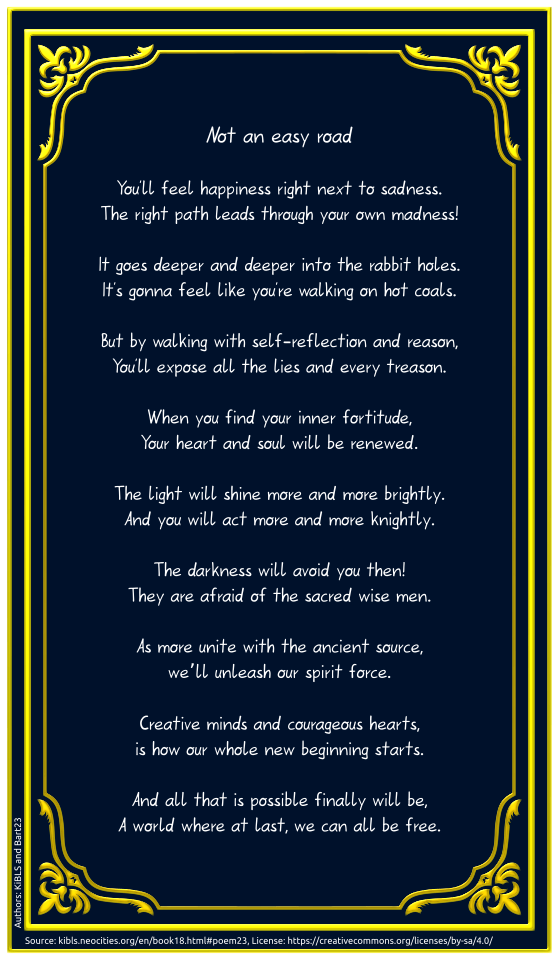 Not an easy road
You'll feel happiness right next to sadness.
The right path leads through your own madness!
It goes deeper and deeper into the rabbit holes.
It's gonna feel like you're walking on hot coals.
But by walking with self-reflection and reason,
You'll expose all the lies and every treason.
When you find your inner fortitude,
Your heart and soul will be renewed.
The light will shine more and more brightly.
And you will act more and more knightly.
The darkness will avoid you then!
They are afraid of the sacred wise men.
As more unite with the ancient source,
we'll unleash our spirit force.
Creative minds and courageous hearts,
is how our whole new beginning starts.
And all that is possible finally will be,
A world where at last, we can all be free.
Authors: KiBLS and Bart23
Source: kibls.neocities.org/en/book18.html#poem23, License: https://creativecommons.org/licenses/by-sa/4.0/